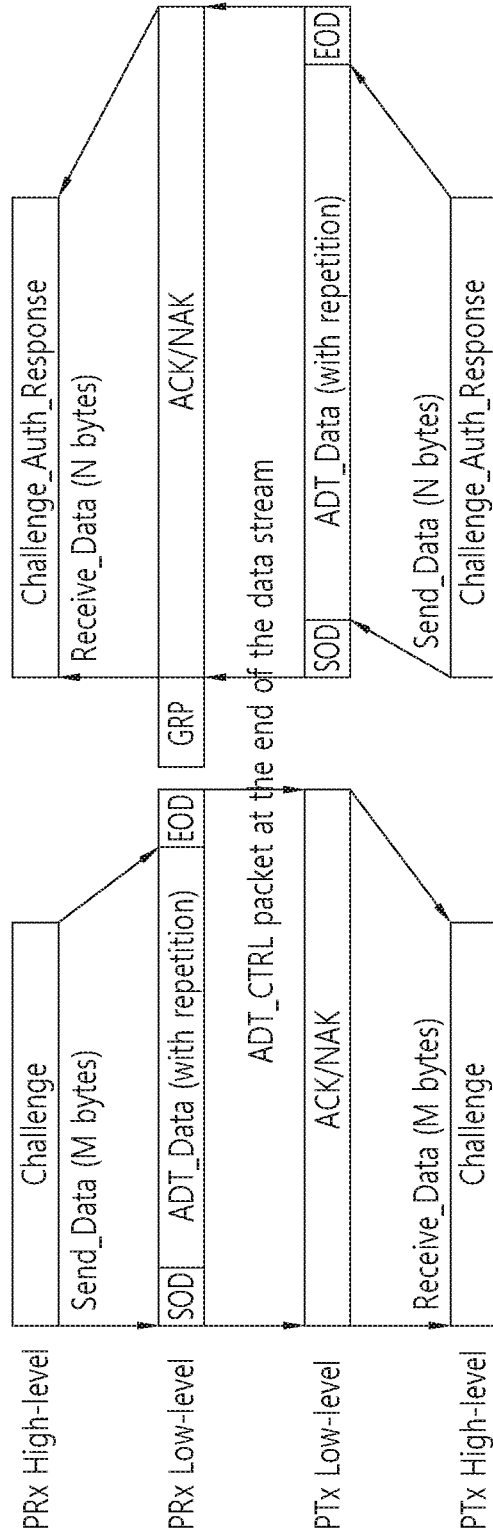 PRx High-level
Challenge
Challenge_Auth_Response
Send_Data (M bytes)
Receive_Data (N bytes)
PRx Low-level
SOD
ADT_Data (with repetition)
EOD
GRP
ACK/NAK
ADT_CTRL packet at the end of the data stream
PTx Low-level
ACK/NAK
SOD
ADT_Data (with repetition)
EOD
Receive_Data (M bytes)
Send_Data (N bytes)
PTx High-level
Challenge
Challenge_Auth_Response